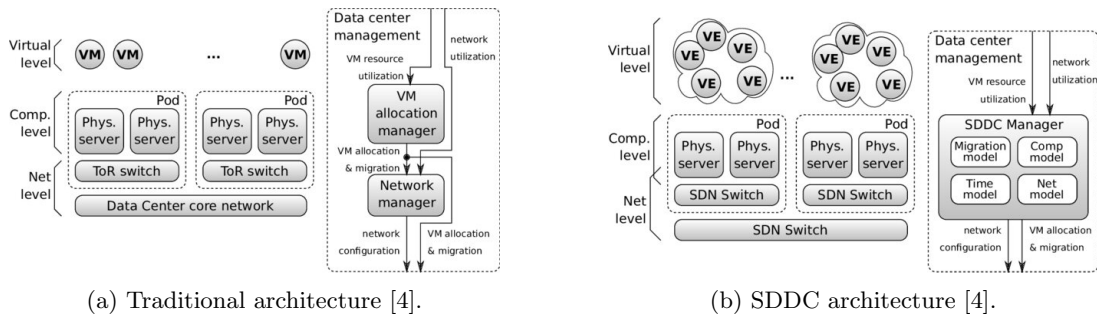 Virtual
level
VM
VM
...
VM
Comp.
level
Pod
Phys.
server
Phys.
server
Pod
Phys.
server
Phys.
server
Net
level
ToR switch
ToR switch
Data Center core network
Data center
management
network
utilization
VM resource
utilization
VM
allocation
manager
VM allocation
& migration
Network
manager
network
configuration
VM allocation
& migration
(a) Traditional architecture [4].
Virtual
level
VE
VE
VE
VE
VE
...
VE
VE
VE
VE
VE
Comp.
level
Pod
Phys.
server
Phys.
server
Pod
Phys.
server
Phys.
server
Net
level
SDN Switch
SDN Switch
SDN Switch
Data center
management
VM resource
utilization
network
utilization
SDDC Manager
Migration
model
Comp
model
Time
model
Net
model
network
configuration
VM allocation
& migration
(b) SDDC architecture [4].